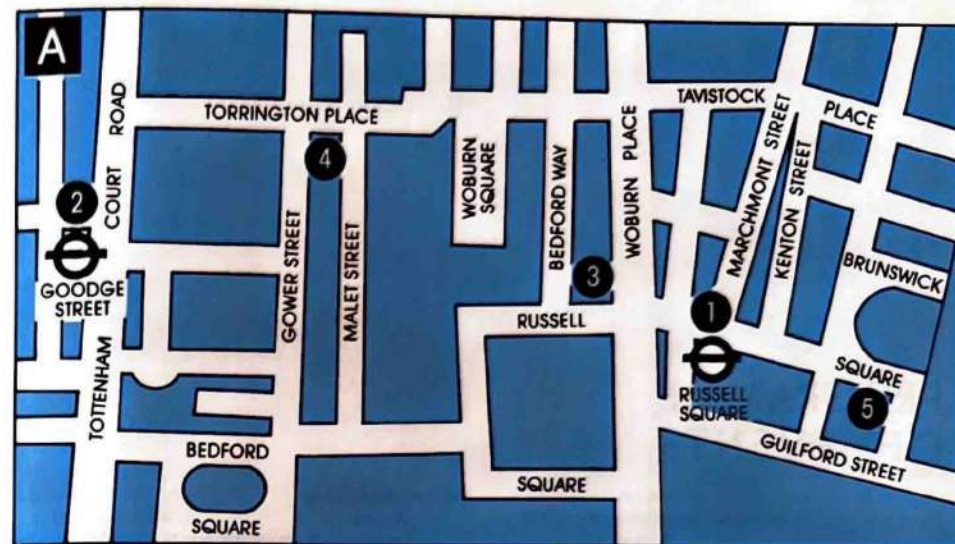 A
TORRINGTON PLACE
TAVISTOCK
PLACE
TOTTENHAM COURT ROAD
4
2
WOBURN
SQUARE
BEDFORD WAY
WOBURN PLACE
MARCHMONT STREET
KENTON STREET
BRUNSWICK
SQUARE
GOODGE
STREET
GOWER STREET
MALET STREET
3
RUSSELL
SQUARE
1
RUSSELL
SQUARE
5
GUILFORD STREET
BEDFORD
SQUARE